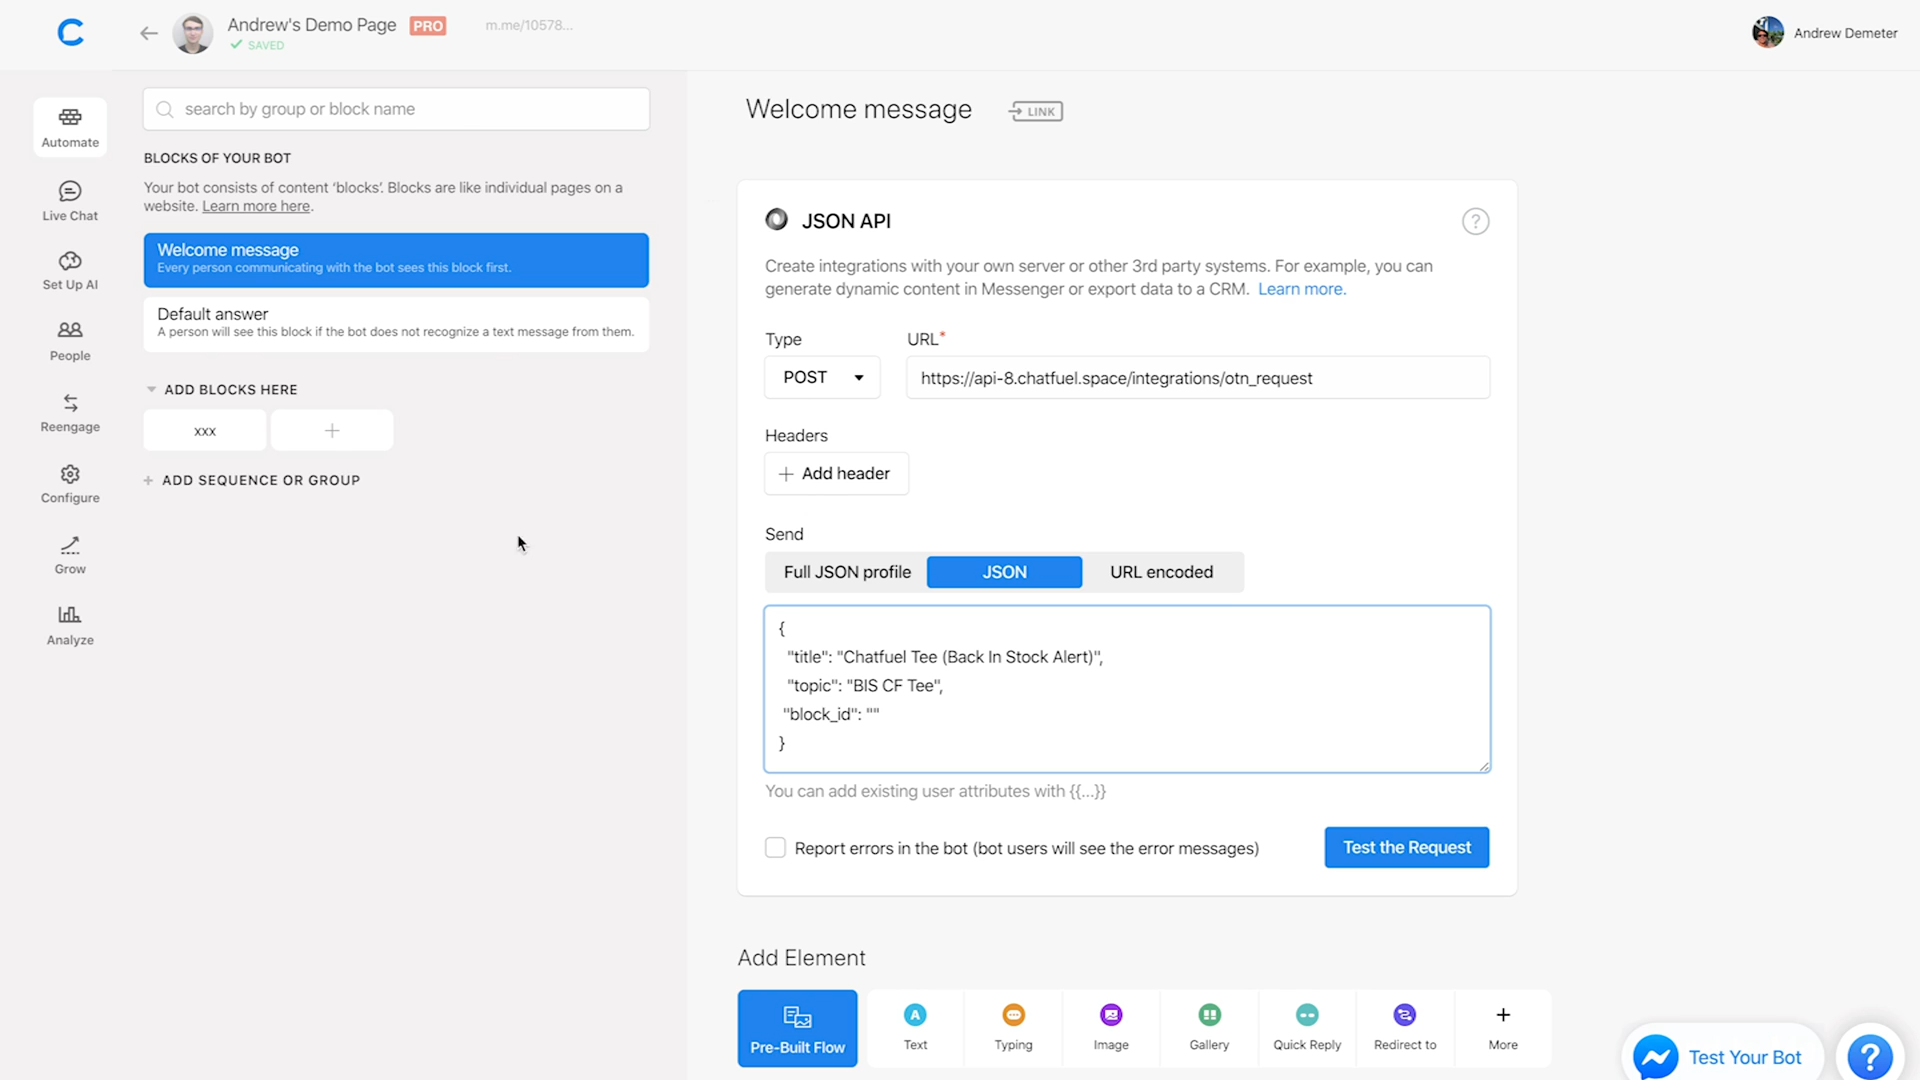 Andrew's Demo Page PRO m.me/10578...
SAVED
Andrew Demeter
Automate
Live Chat
Set Up AI
People
Reengage
Configure
Grow
Analyze
search by group or block name
BLOCKS OF YOUR BOT
Your bot consists of content ‘blocks’. Blocks are like individual pages on a
website. Learn more here.
Welcome message
Every person communicating with the bot sees this block first.
Default answer
A person will see this block if the bot does not recognize a text message from them.
ADD BLOCKS HERE
xxx
+
+ ADD SEQUENCE OR GROUP
Welcome message LINK
JSON API ?
Create integrations with your own server or other 3rd party systems. For example, you can
generate dynamic content in Messenger or export data to a CRM. Learn more.
Type URL*
POST https://api-8.chatfuel.space/integrations/otn_request
Headers
+ Add header
Send
Full JSON profile JSON URL encoded
{
"title": "Chatfuel Tee (Back In Stock Alert)",
"topic": "BIS CF Tee",
"block_id": ""
}
You can add existing user attributes with {{...}}
Report errors in the bot (bot users will see the error messages) Test the Request
Add Element
A +
Pre-Built Flow Text Typing Image Gallery Quick Reply Redirect to More
Test Your Bot ?